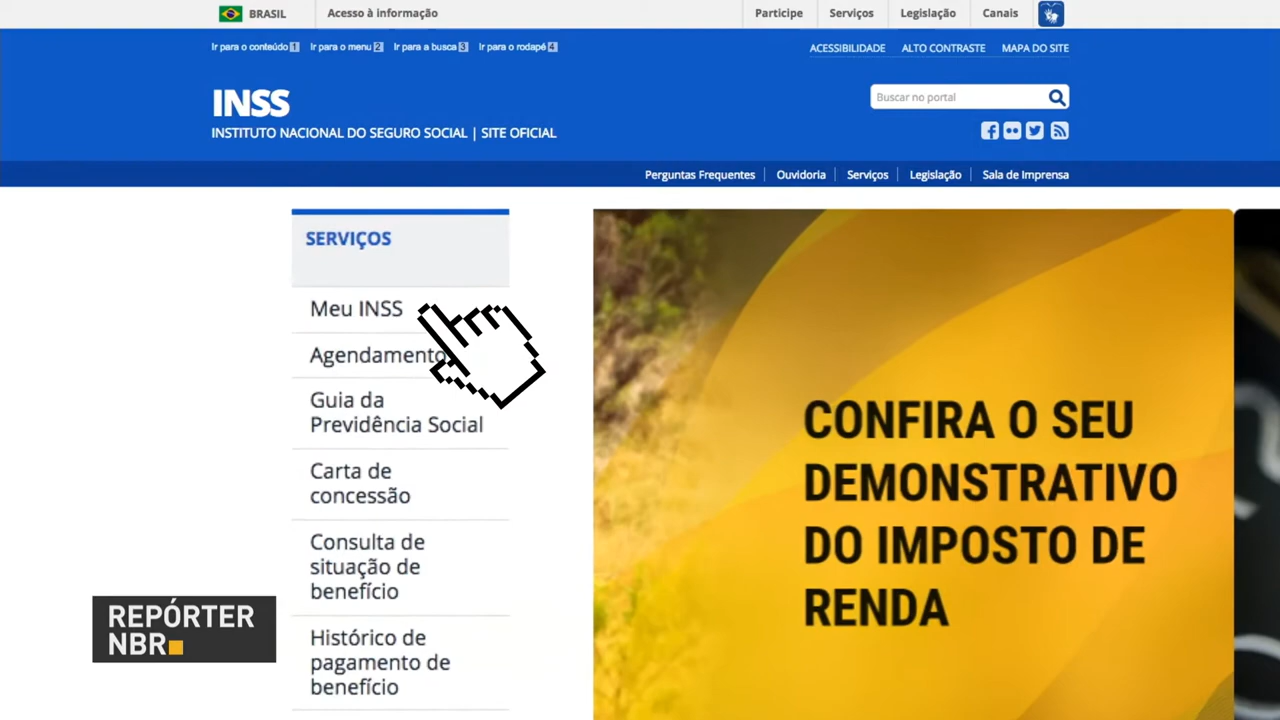 BRASIL
Acesso à informação
Participe
Serviços
Legislação
Canais
Ir para o conteúdo 1
Ir para o menu 2
Ir para a busca 3
Ir para o rodapé 4
ACESSIBILIDADE
ALTO CONTRASTE
MAPA DO SITE
INSS
INSTITUTO NACIONAL DO SEGURO SOCIAL | SITE OFICIAL
Buscar no portal
Perguntas Frequentes
Ouvidoria
Serviços
Legislação
Sala de Imprensa
SERVIÇOS
Meu INSS
Agendamento
Guia da
Previdência Social
Carta de
concessão
Consulta de
situação de
benefício
Histórico de
pagamento de
benefício
CONFIRA O SEU
DEMONSTRATIVO
DO IMPOSTO DE
RENDA
REPÓRTER
NBR